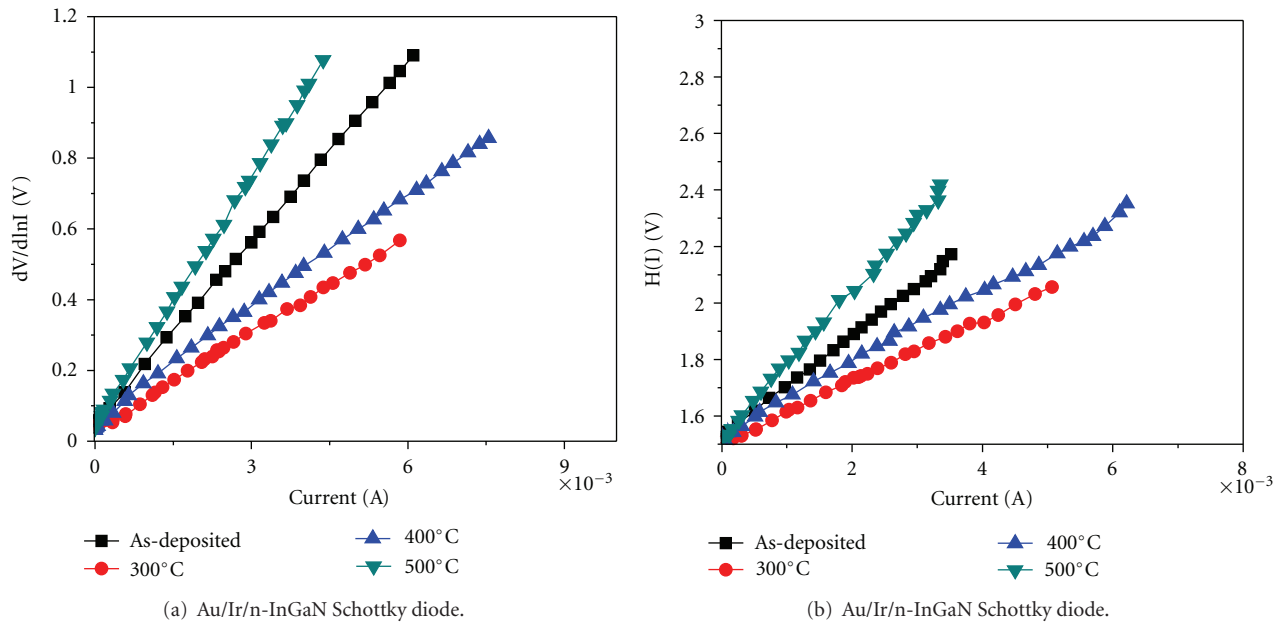 1.2
1
0.8
0.6
0.4
0.2
0
dV/dlnI (V)
0 3 6 9
×10⁻³
Current (A)
As-deposited
300°C
400°C
500°C
(a) Au/Ir/n-InGaN Schottky diode.
3
2.8
2.6
2.4
2.2
2
1.8
1.6
H(I) (V)
0 2 4 6 8
×10⁻³
Current (A)
As-deposited
300°C
400°C
500°C
(b) Au/Ir/n-InGaN Schottky diode.